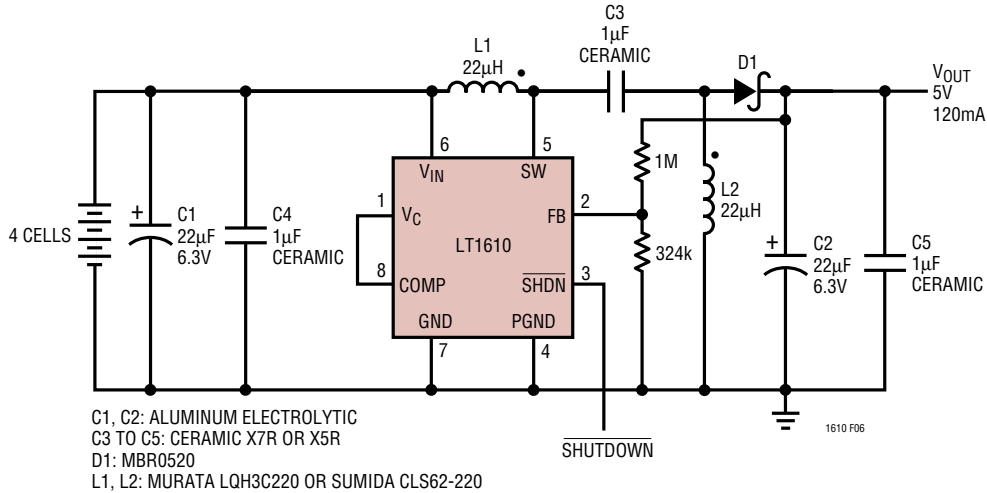 C3
1µF
CERAMIC
L1
22µH
D1
VOUT
5V
120mA
6
5
VIN
SW
1M
L2
22µH
1
VC
2
FB
4 CELLS
+
C1
22µF
6.3V
C4
1µF
CERAMIC
LT1610
324k
+
C2
22µF
6.3V
C5
1µF
CERAMIC
8
COMP
3
SHDN
GND
PGND
7
4
SHUTDOWN
1610 F06
C1, C2: ALUMINUM ELECTROLYTIC
C3 TO C5: CERAMIC X7R OR X5R
D1: MBR0520
L1, L2: MURATA LQH3C220 OR SUMIDA CLS62-220